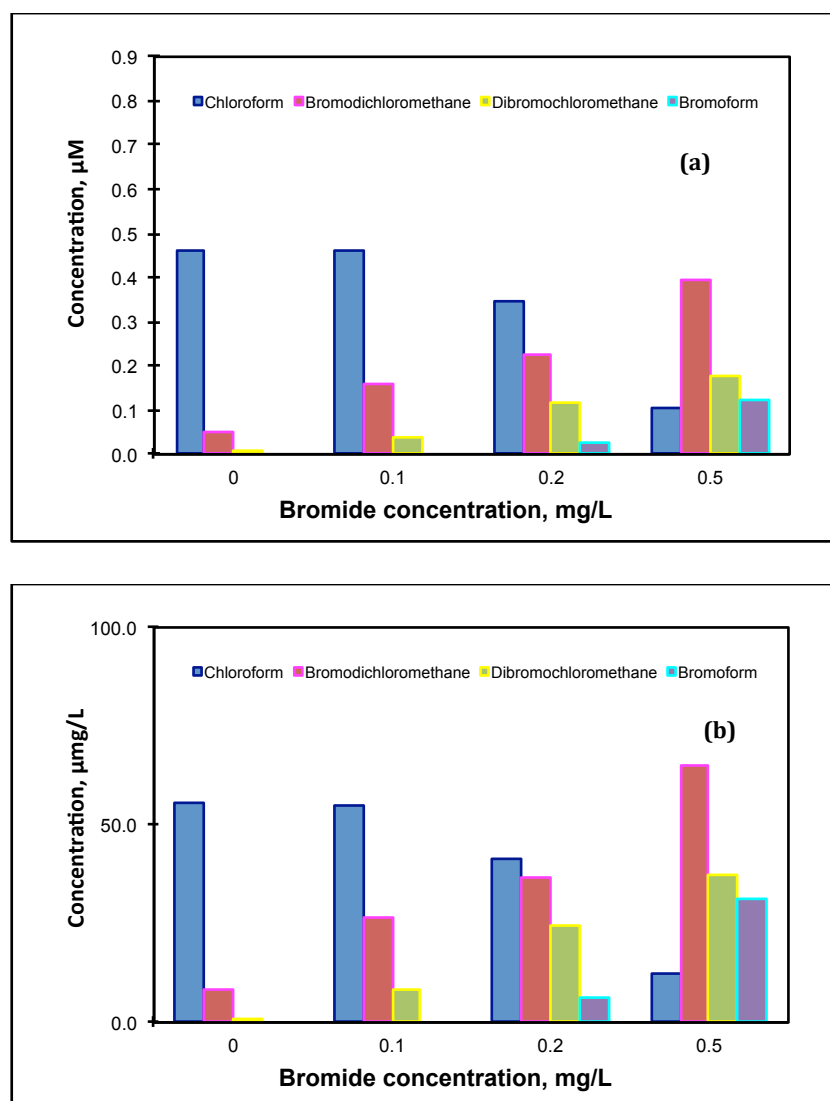 0.9
0.8
0.7
0.6
0.5
0.4
0.3
0.2
0.1
0.0
Concentration, µM
Chloroform Bromodichloromethane Dibromochloromethane Bromoform
(a)
0 0.1 0.2 0.5
Bromide concentration, mg/L
100.0
50.0
0.0
Concentration, µmg/L
Chloroform Bromodichloromethane Dibromochloromethane Bromoform
(b)
0 0.1 0.2 0.5
Bromide concentration, mg/L